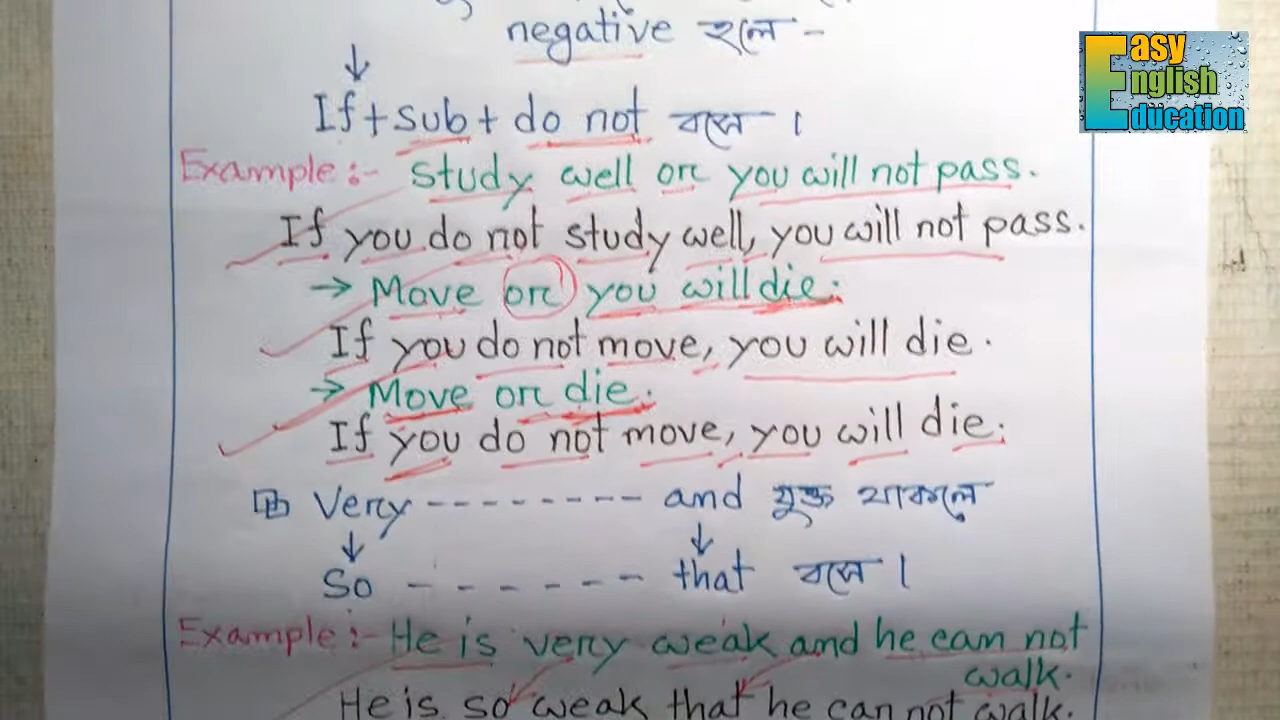 negative হলে -
↓
If + sub + do not বসে ।
Example:- Study well or you will not pass.
If you do not study well, you will not pass.
→ Move or you will die.
If you do not move, you will die.
→ Move or die.
If you do not move, you will die.
Very -------- and যুক্ত থাকলে
↓ ↓
So ------ that বসে ।
Example:- He is very weak and he can not
walk.
He is so weak that he can not walk.
Easy
English
Education